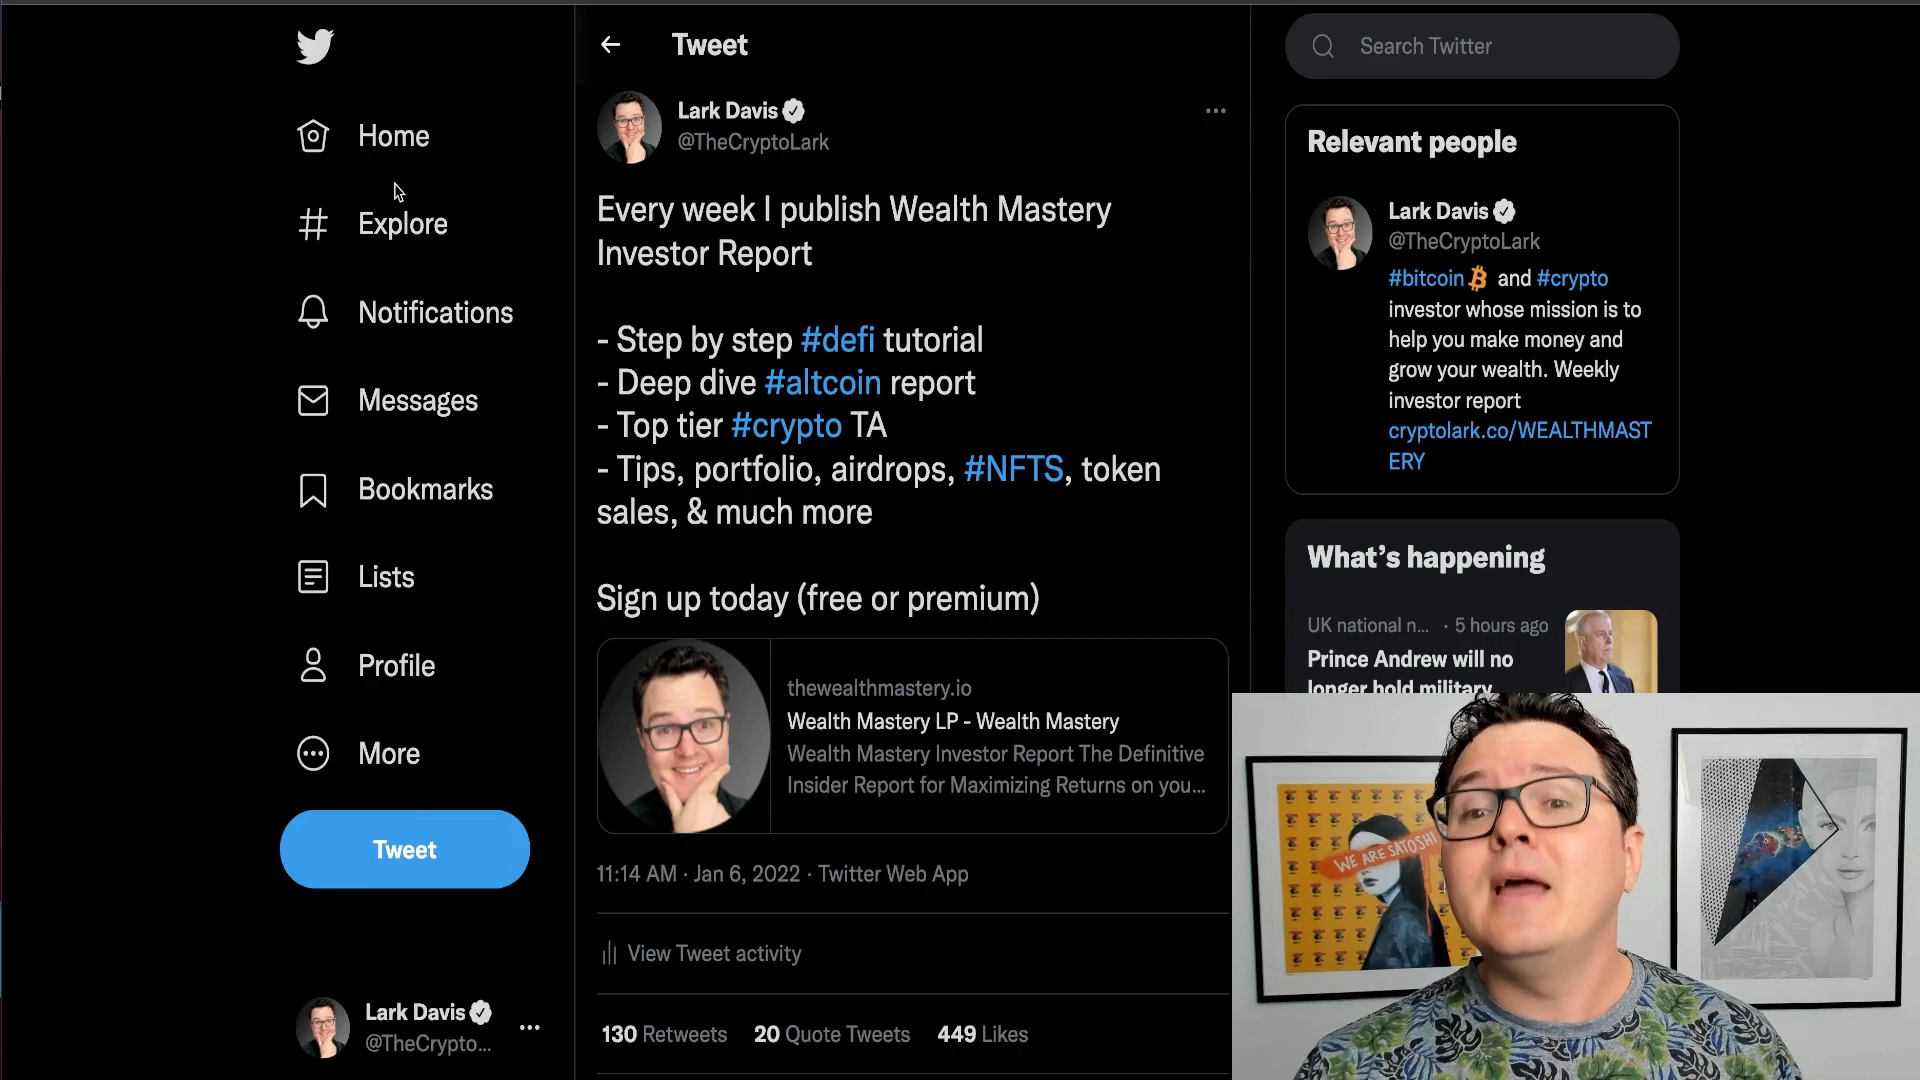 Home
Explore
Notifications
Messages
Bookmarks
Lists
Profile
More
Tweet
Lark Davis
@TheCrypto...
Tweet
Lark Davis
@TheCryptoLark
Every week I publish Wealth Mastery
Investor Report
- Step by step #defi tutorial
- Deep dive #altcoin report
- Top tier #crypto TA
- Tips, portfolio, airdrops, #NFTS, token
sales, & much more
Sign up today (free or premium)
thewealthmastery.io
Wealth Mastery LP - Wealth Mastery
Wealth Mastery Investor Report The Definitive
Insider Report for Maximizing Returns on you...
11:14 AM · Jan 6, 2022 · Twitter Web App
View Tweet activity
130 Retweets 20 Quote Tweets 449 Likes
Search Twitter
Relevant people
Lark Davis
@TheCryptoLark
#bitcoin and #crypto
investor whose mission is to
help you make money and
grow your wealth. Weekly
investor report
cryptolark.co/WEALTHMAST
ERY
What's happening
UK national n... · 5 hours ago
Prince Andrew will no
longer hold military
WE ARE SATOSHI